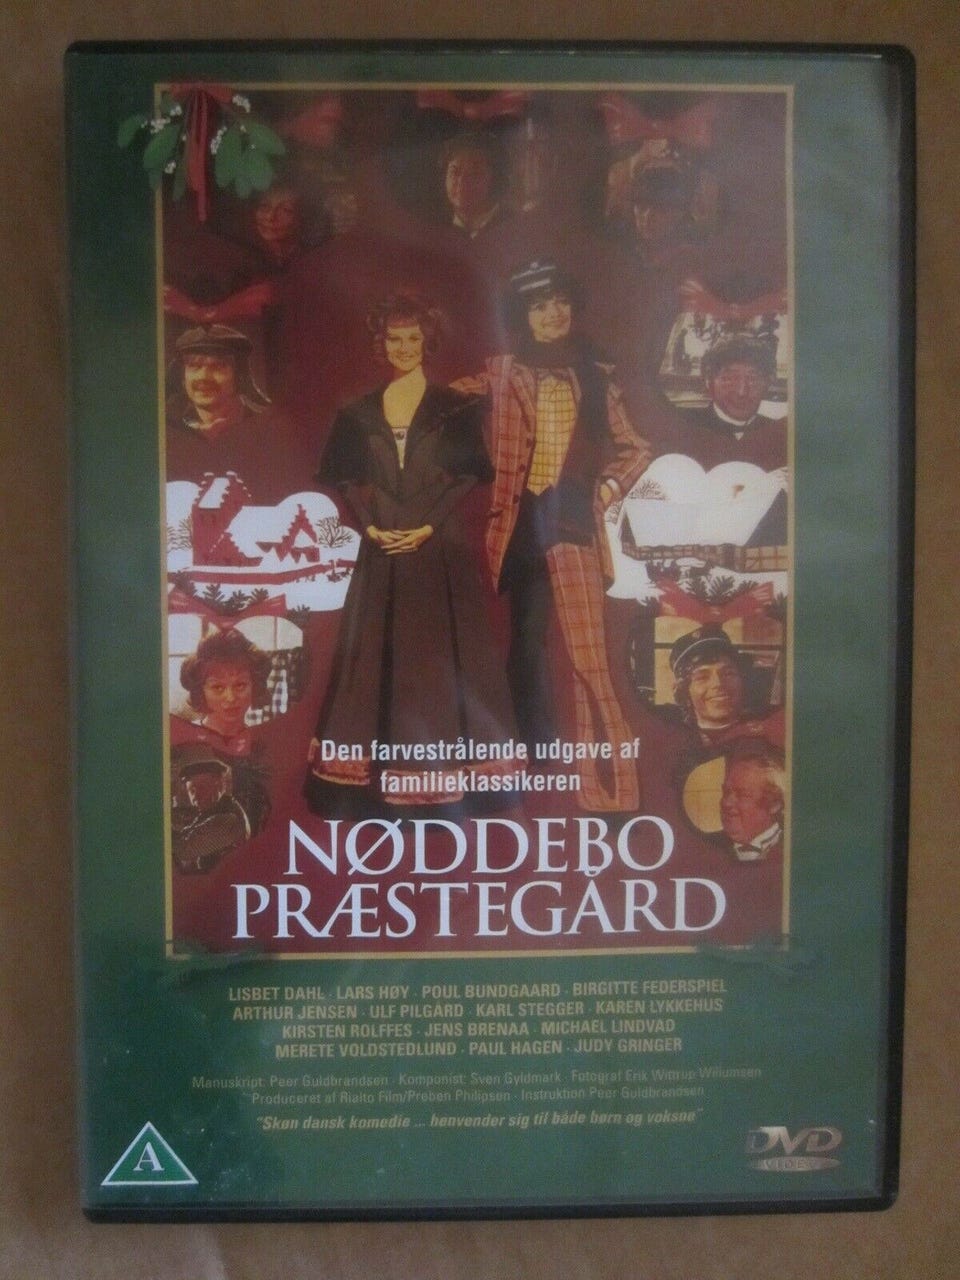 Den farvestrålende udgave af
familieklassikeren
NØDDEBO
PRÆSTEGÅRD
LISBET DAHL · LARS HØY · POUL BUNDGAARD · BIRGITTE FEDERSPIEL
ARTHUR JENSEN · ULF PILGÅRD · KARL STEGGER · KAREN LYKKEHUS
KIRSTEN ROLFFES · JENS BRENAA · MICHAEL LINDVAD
MERETE VOLDSTEDLUND · PAUL HAGEN · JUDY GRINGER
Manuskript: Peer Guldbrandsen · Komponist: Sven Gyldmark · Fotograf Erik Wittrup Willumsen
Produceret af Rialto Film/Preben Philipsen · Instruktion Peer Guldbrandsen
"Skøn dansk komedie ... henvender sig til både børn og voksne"
A
DVD
VIDEO